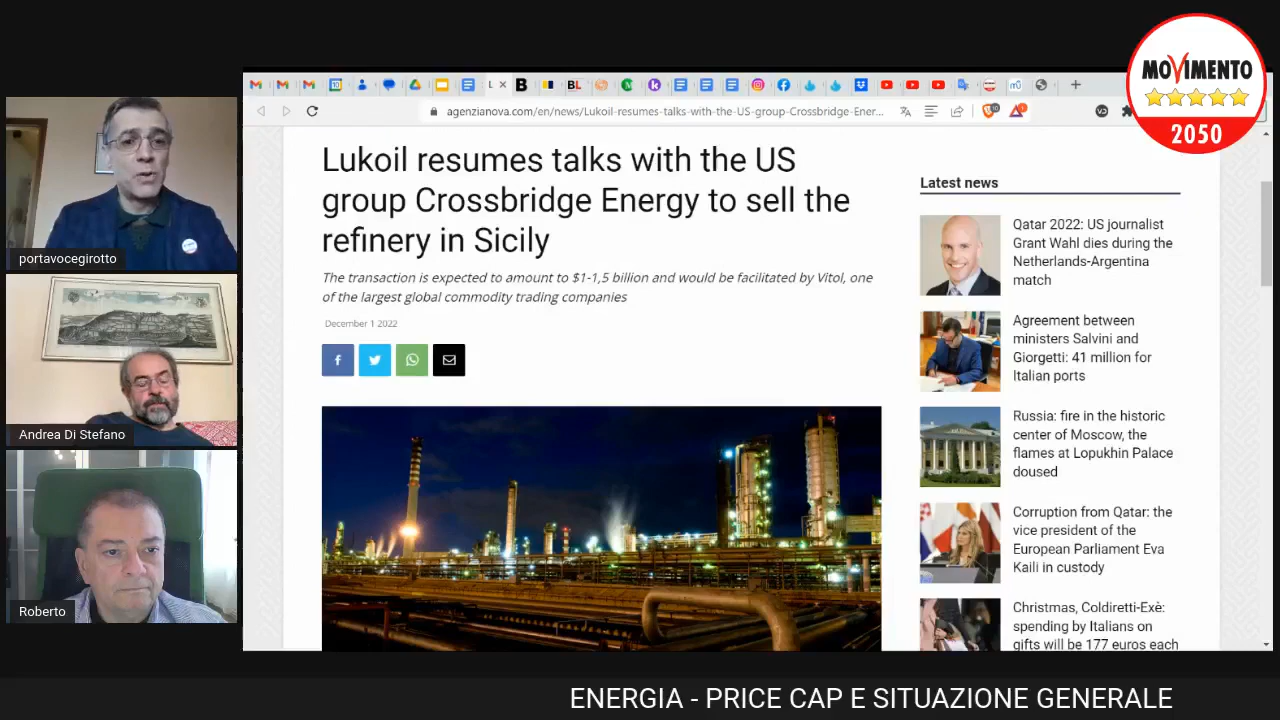 MOVIMENTO
2050
agenzianova.com/en/news/Lukoil-resumes-talks-with-the-US-group-Crossbridge-Ener...
Lukoil resumes talks with the US
group Crossbridge Energy to sell the
refinery in Sicily
The transaction is expected to amount to $1-1,5 billion and would be facilitated by Vitol, one
of the largest global commodity trading companies
December 1 2022
Latest news
Qatar 2022: US journalist
Grant Wahl dies during the
Netherlands-Argentina
match
Agreement between
ministers Salvini and
Giorgetti: 41 million for
Italian ports
Russia: fire in the historic
center of Moscow, the
flames at Lopukhin Palace
doused
Corruption from Qatar: the
vice president of the
European Parliament Eva
Kaili in custody
Christmas, Coldiretti-Exè:
spending by Italians on
gifts will be 177 euros each
portavocegirotto
Andrea Di Stefano
Roberto
ENERGIA - PRICE CAP E SITUAZIONE GENERALE